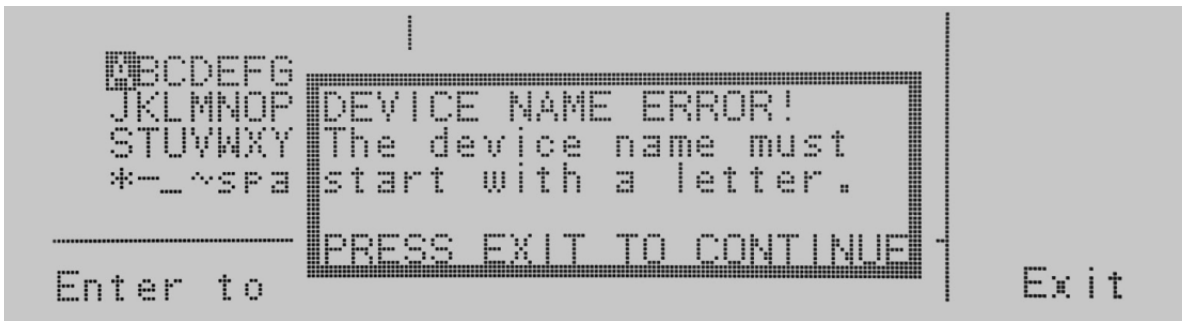 ABCDEFG
JKLMNOP
STUVWXY
*-_~spa
DEVICE NAME ERROR!
The device name must
start with a letter.
PRESS EXIT TO CONTINUE
Enter to
Exit